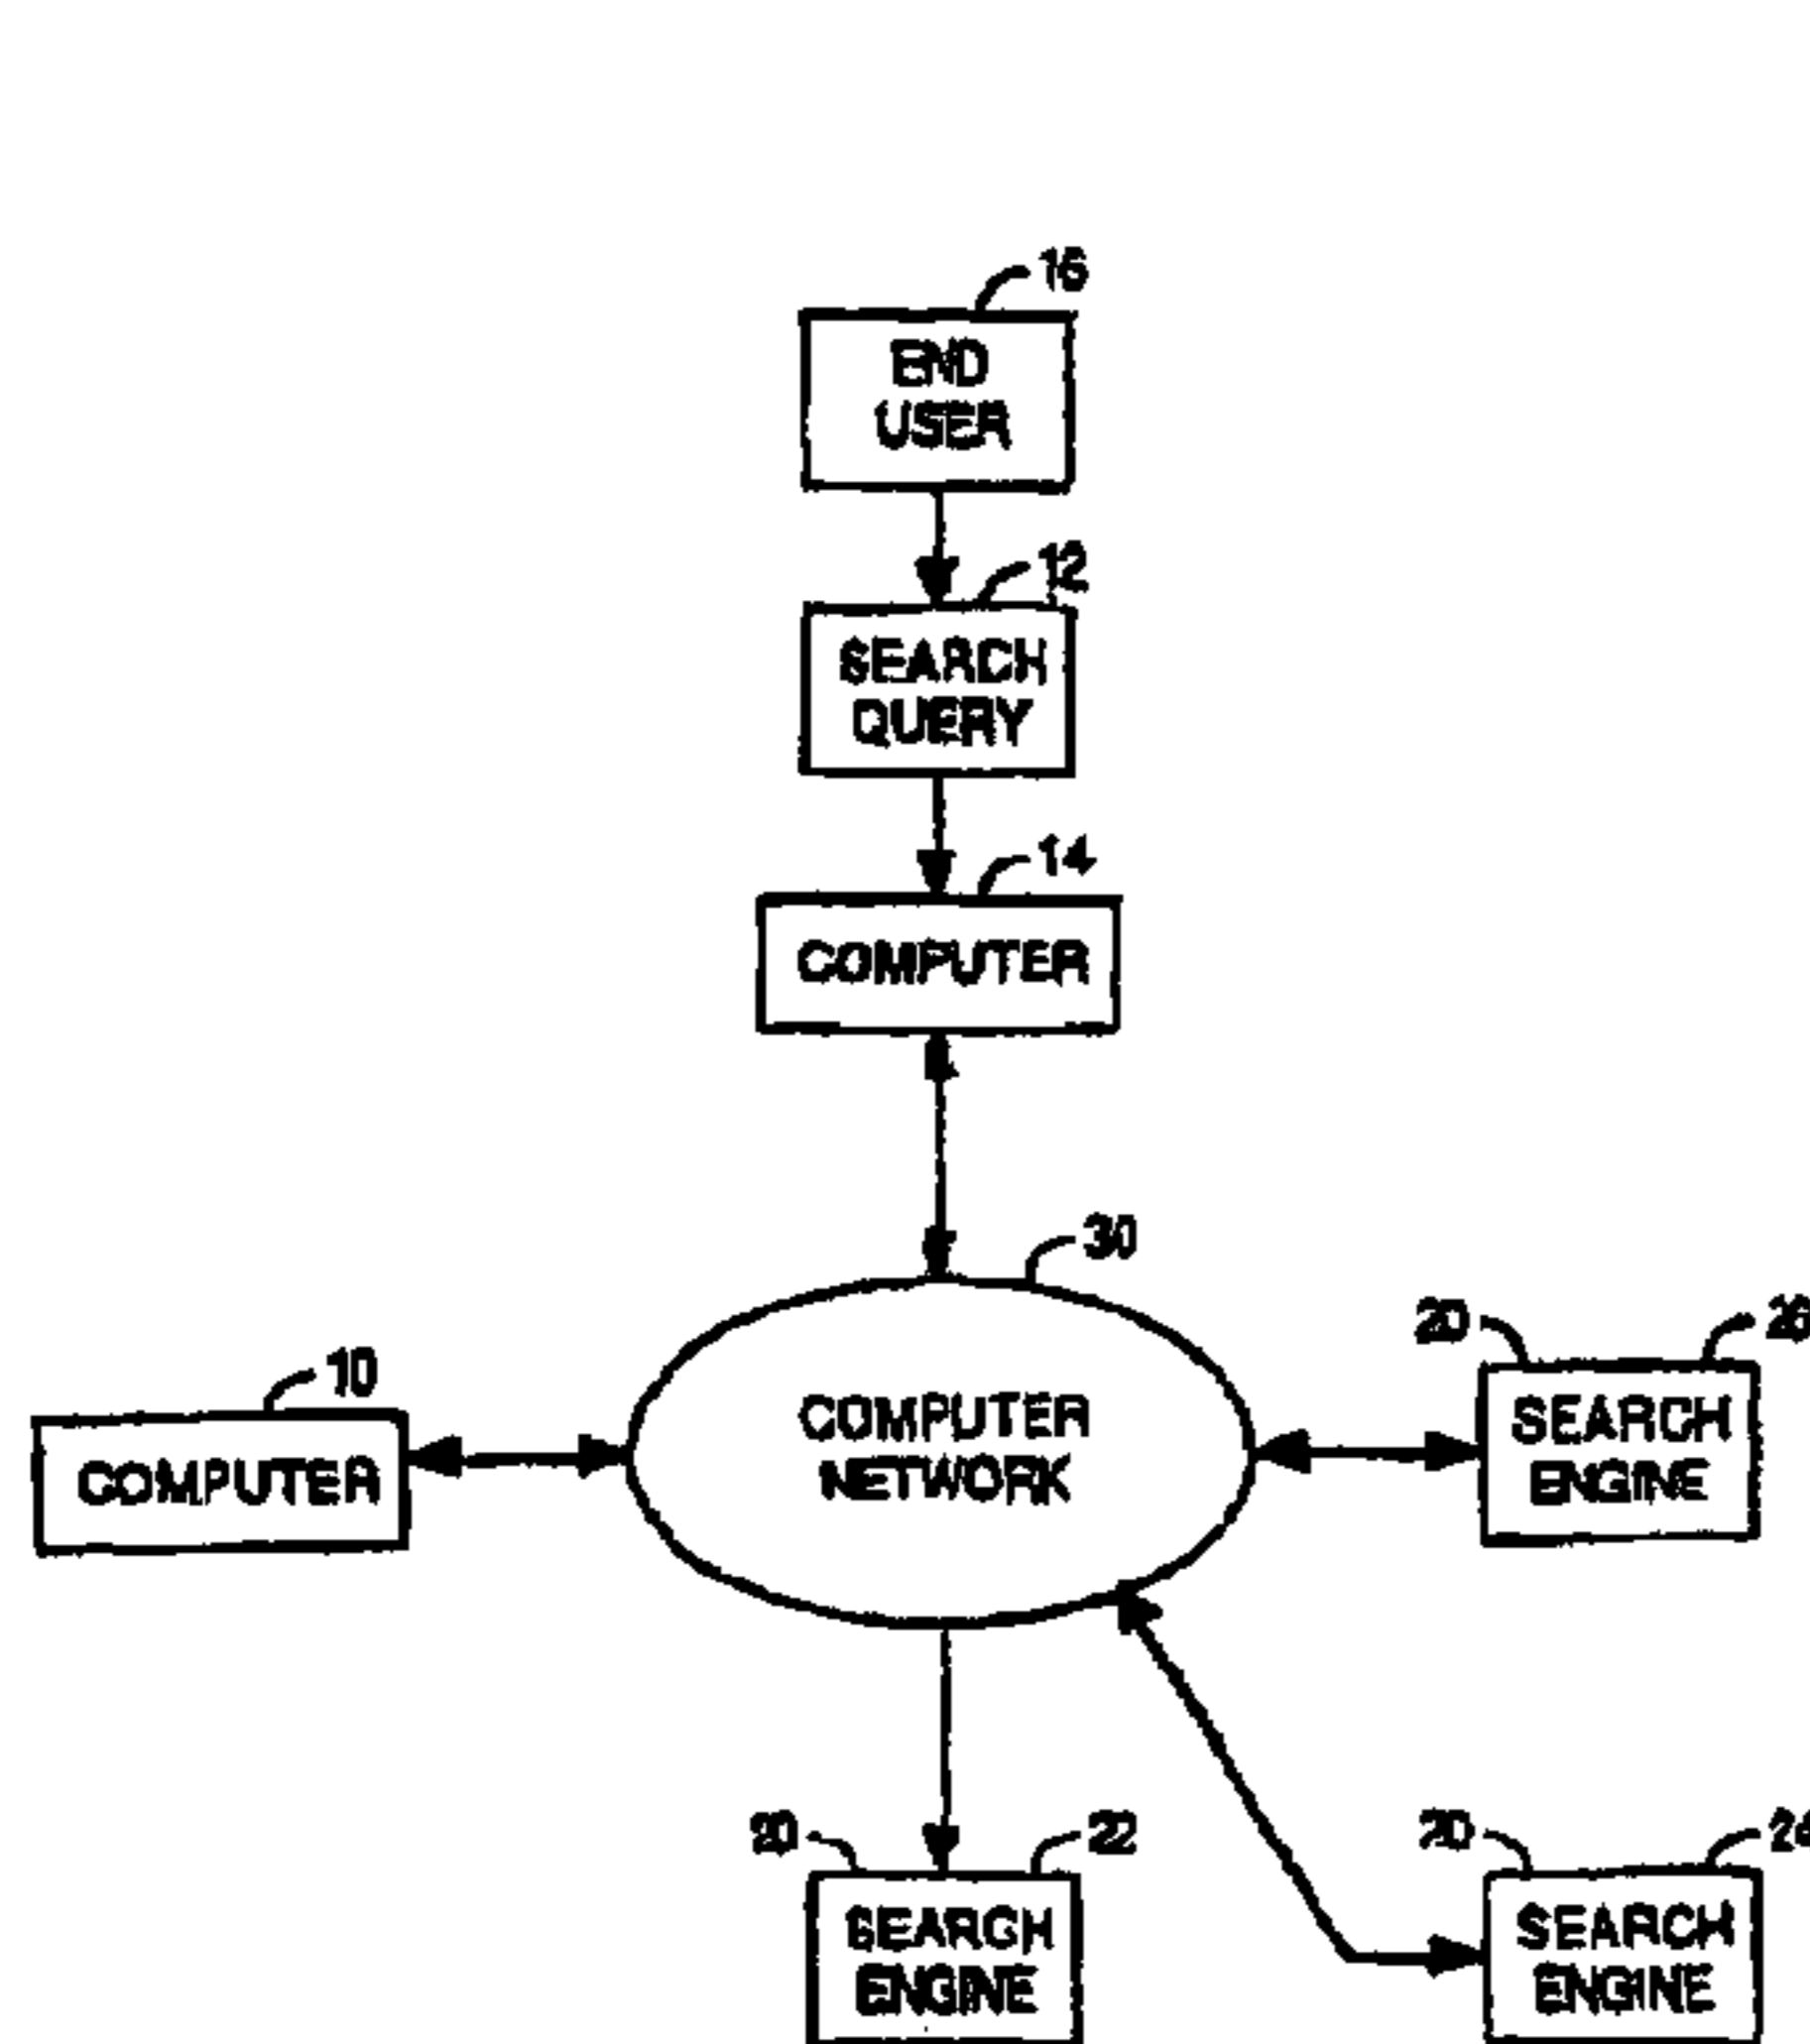 16
END
USER
12
SEARCH
QUERY
14
COMPUTER
30
COMPUTER
NETWORK
10
COMPUTER
20
SEARCH
ENGINE
20 22
SEARCH
ENGINE
20
SEARCH
ENGINE